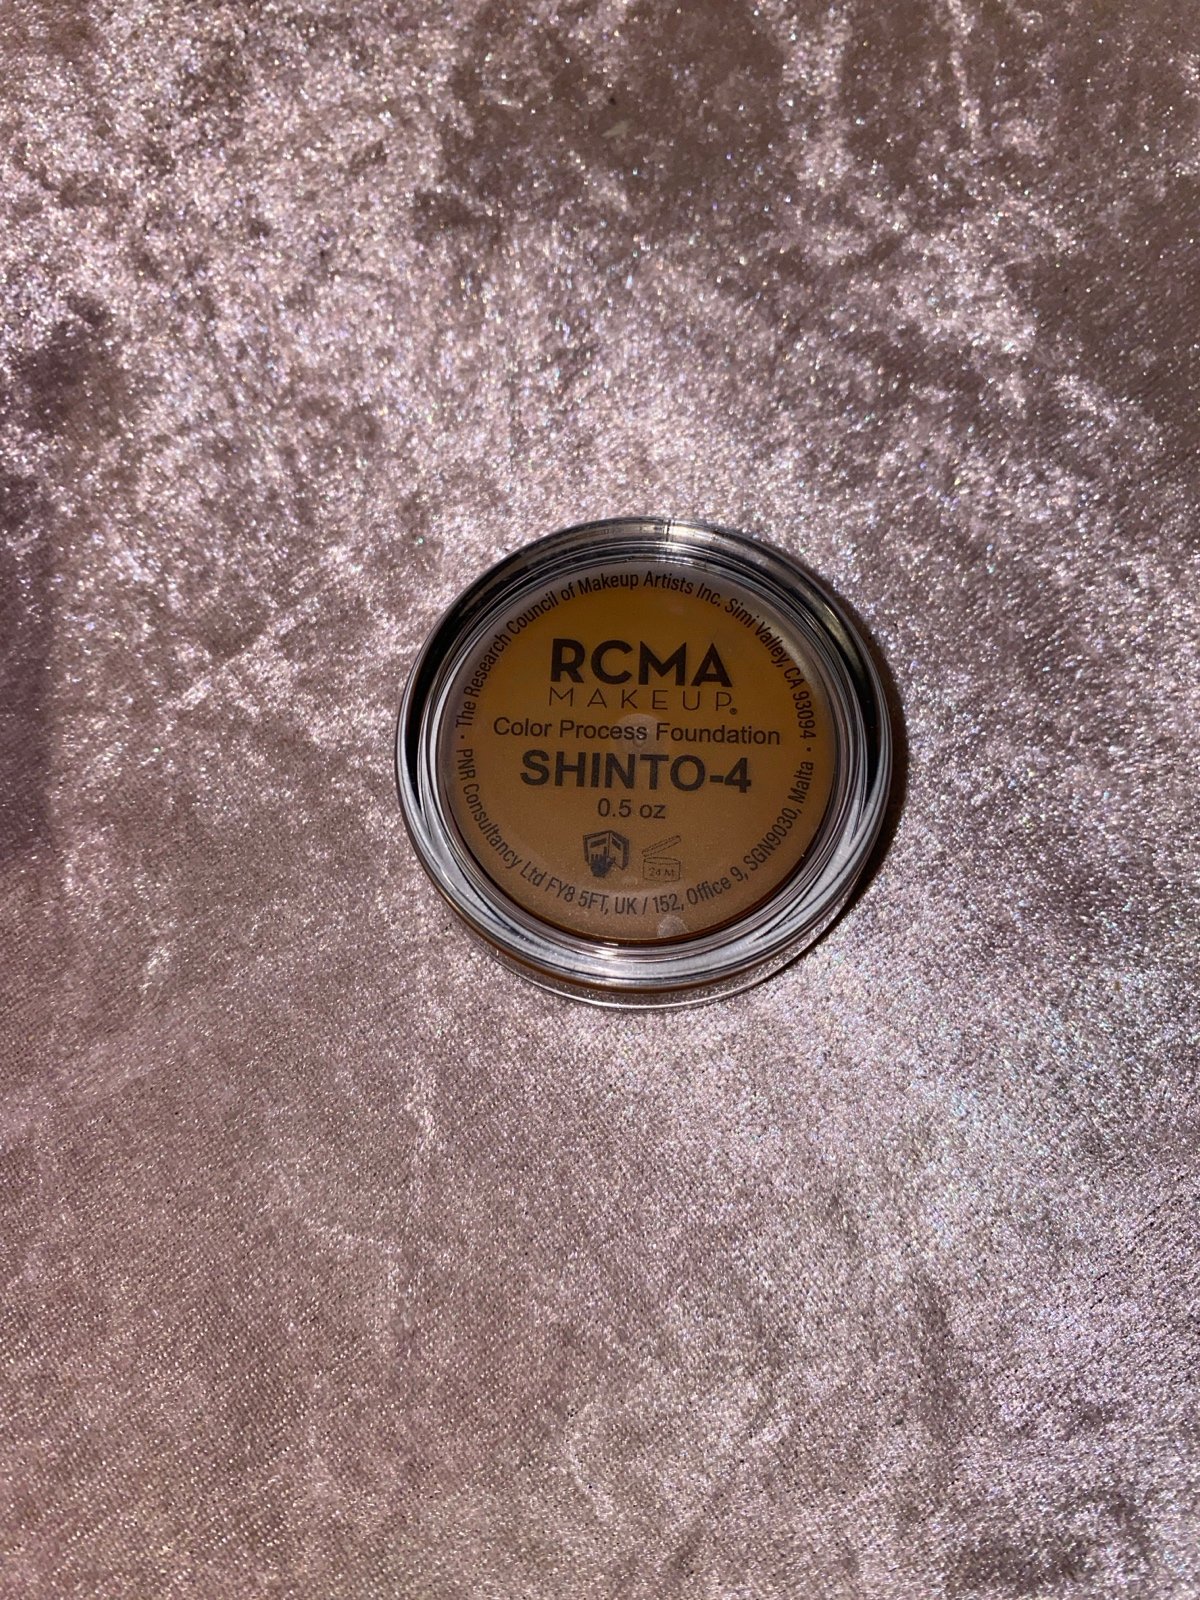 · The Research Council of Makeup Artists Inc. Simi Valley, CA 93094 ·
RCMA
MAKEUP®
Color Process Foundation
SHINTO-4
0.5 oz
24 M
PNR Consultancy Ltd FY8 5FT, UK / 152, Office 9, SGN9030, Malta